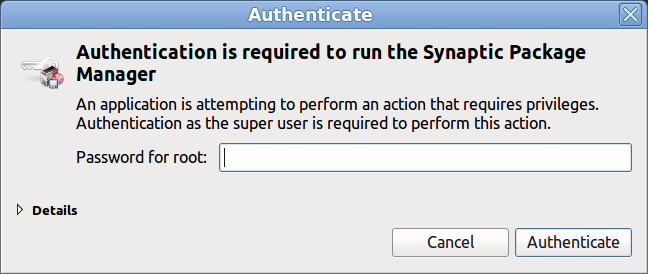 Authenticate
Authentication is required to run the Synaptic Package
Manager
An application is attempting to perform an action that requires privileges.
Authentication as the super user is required to perform this action.
Password for root:
Details
Cancel
Authenticate